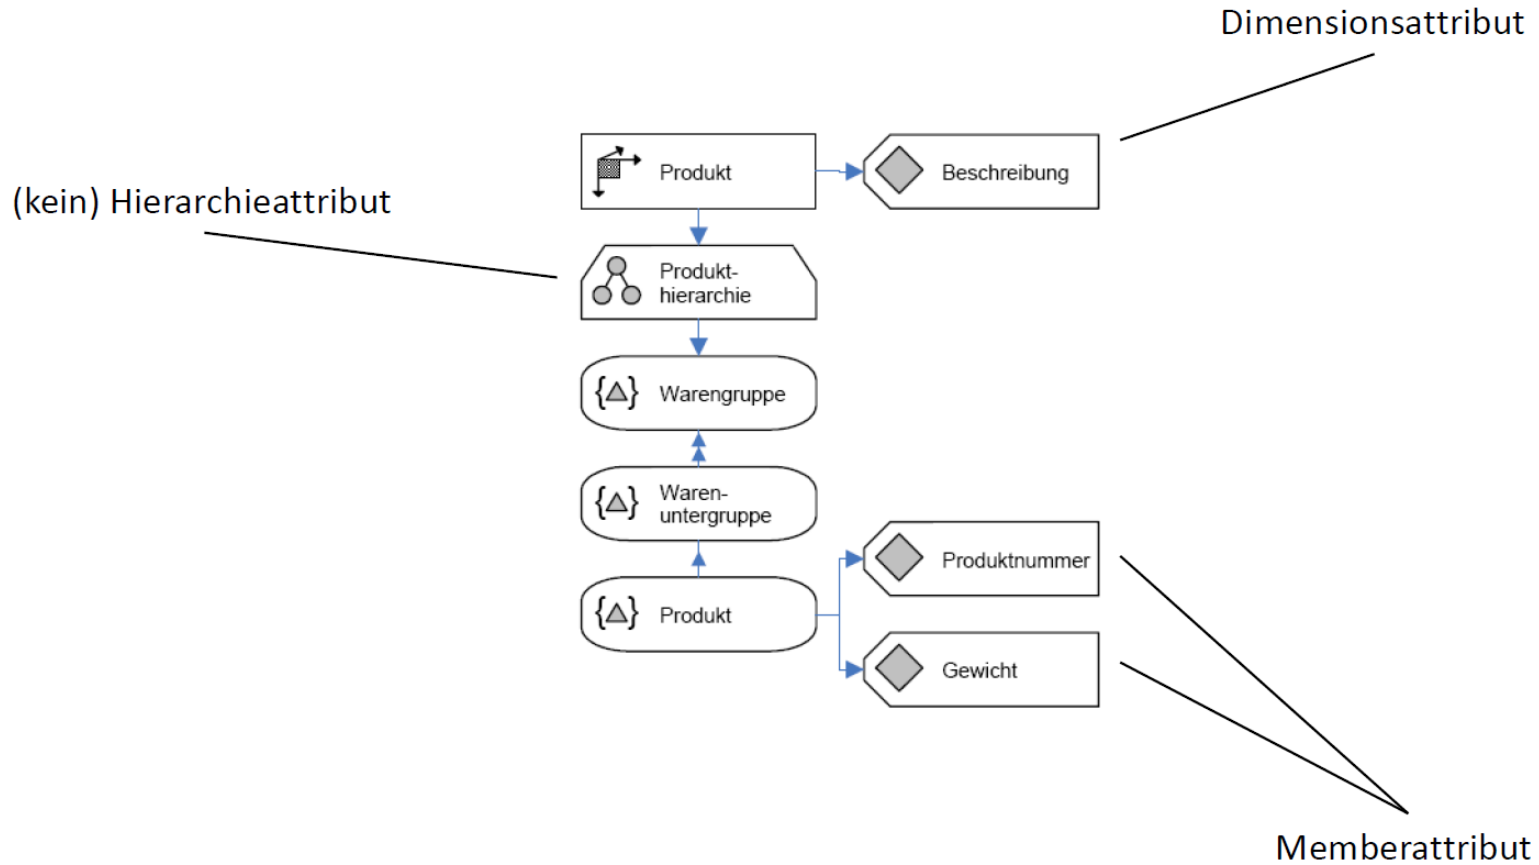 Dimensionsattribut
Produkt
Beschreibung
(kein) Hierarchieattribut
Produkt-
hierarchie
{ } Warengruppe
{ } Waren-
untergruppe
Produktnummer
{ } Produkt
Gewicht
Memberattribut